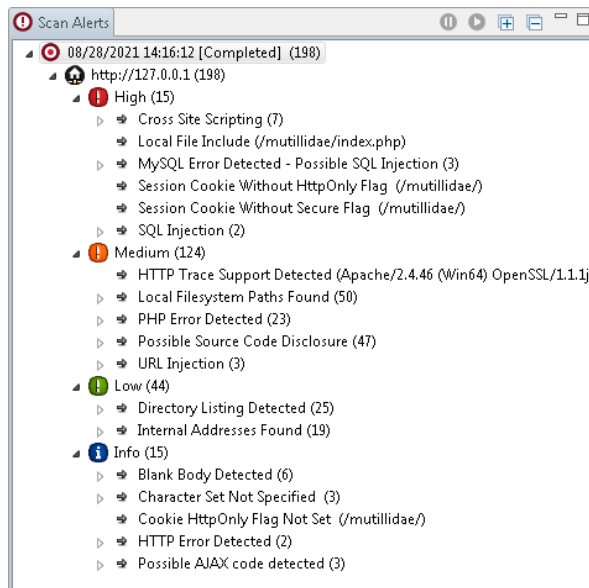 Scan Alerts
08/28/2021 14:16:12 [Completed] (198)
http://127.0.0.1 (198)
High (15)
Cross Site Scripting (7)
Local File Include (/mutillidae/index.php)
MySQL Error Detected - Possible SQL Injection (3)
Session Cookie Without HttpOnly Flag (/mutillidae/)
Session Cookie Without Secure Flag (/mutillidae/)
SQL Injection (2)
Medium (124)
HTTP Trace Support Detected (Apache/2.4.46 (Win64) OpenSSL/1.1.1j
Local Filesystem Paths Found (50)
PHP Error Detected (23)
Possible Source Code Disclosure (47)
URL Injection (3)
Low (44)
Directory Listing Detected (25)
Internal Addresses Found (19)
Info (15)
Blank Body Detected (6)
Character Set Not Specified (3)
Cookie HttpOnly Flag Not Set (/mutillidae/)
HTTP Error Detected (2)
Possible AJAX code detected (3)